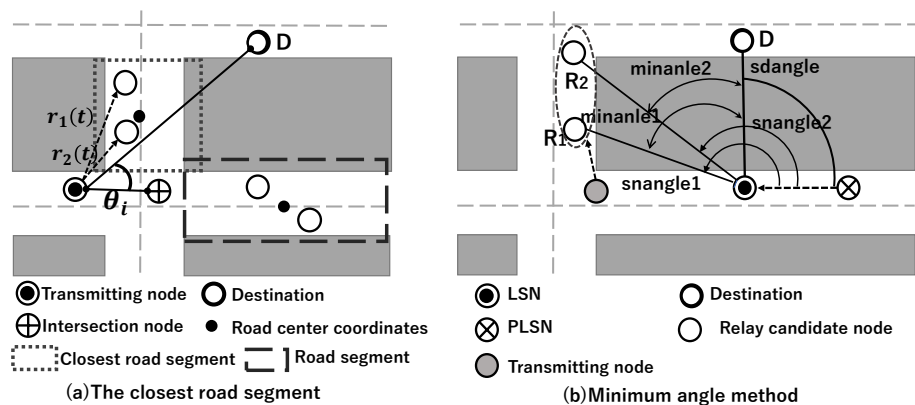 D
r₁(t)
r₂(t
θᵢ
Transmitting node
Destination
Intersection node
Road center coordinates
Closest road segment
Road segment
(a)The closest road segment
D
R₂
minanle2
sdangle
R₁
minanle1
snangle2
snangle1
LSN
Destination
PLSN
Relay candidate node
Transmitting node
(b)Minimum angle method